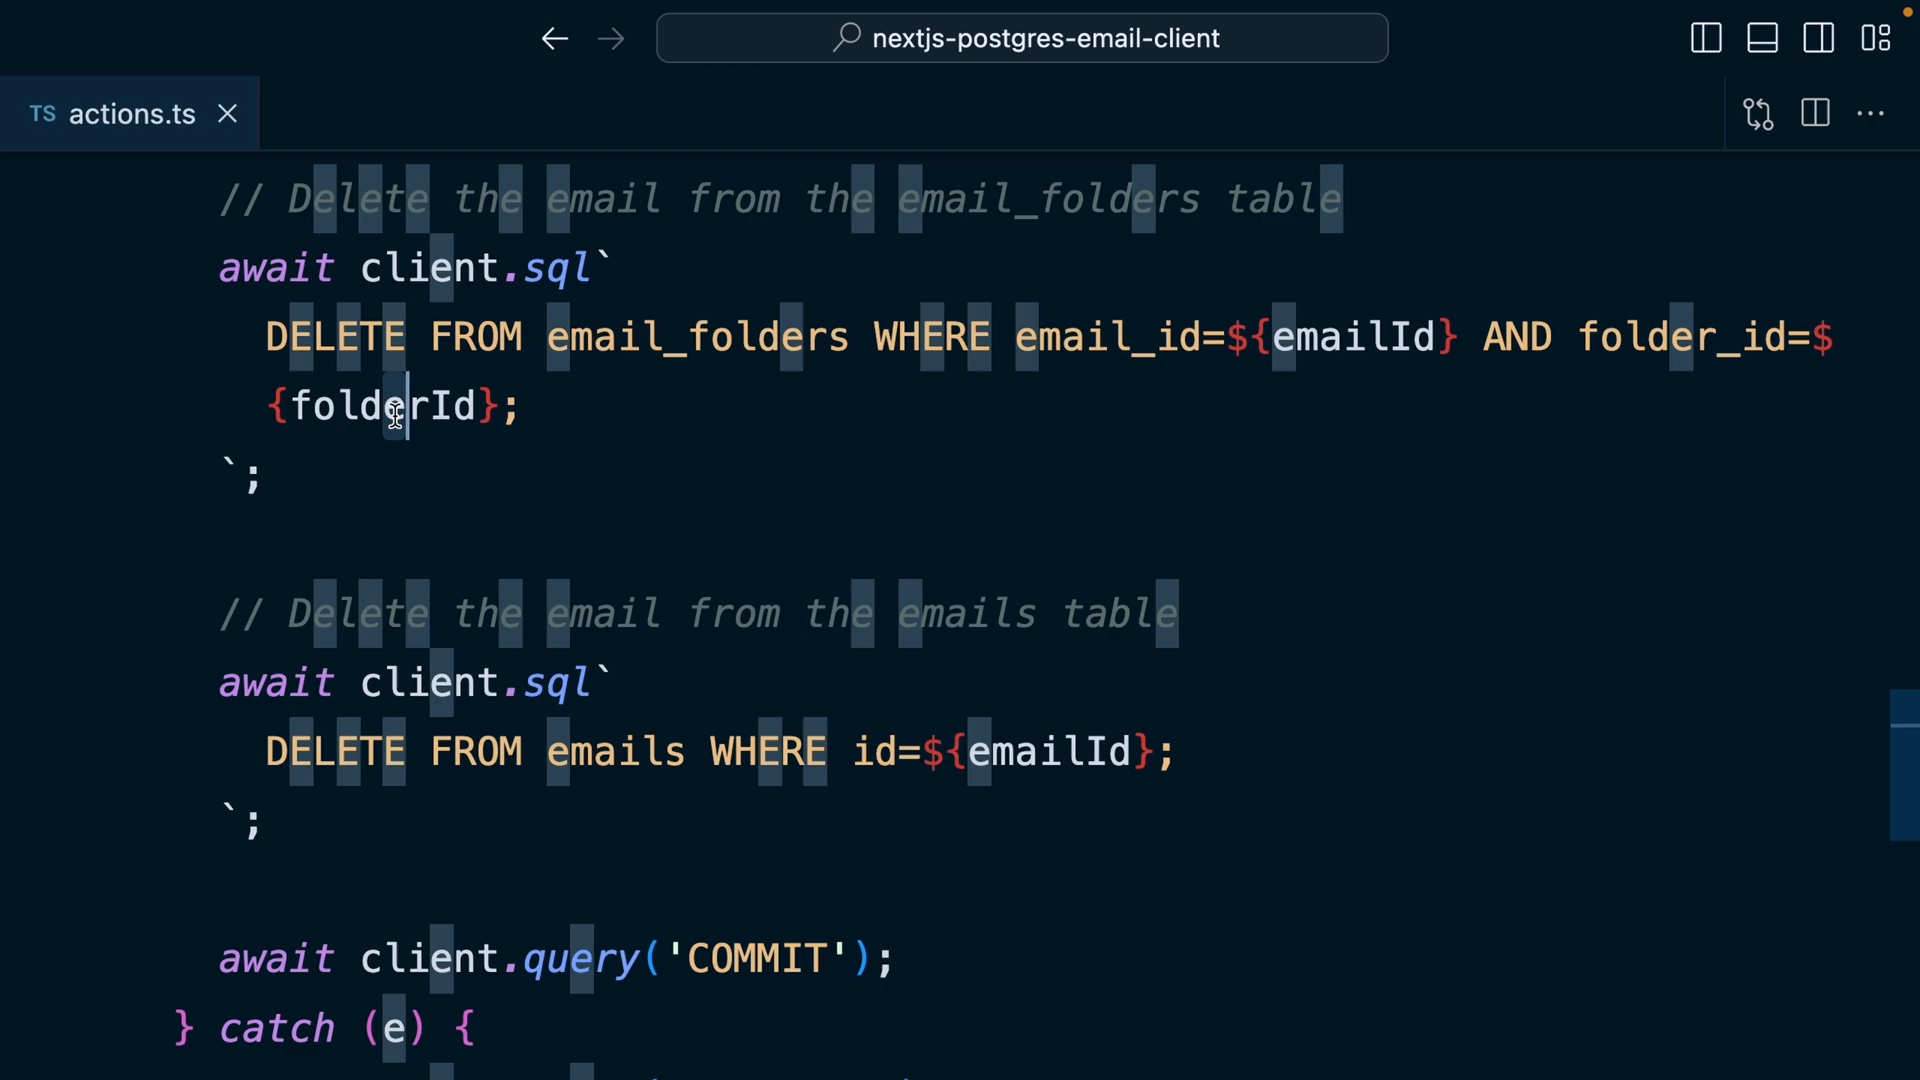 nextjs-postgres-email-client
TS actions.ts
// Delete the email from the email_folders table
await client.sql`
DELETE FROM email_folders WHERE email_id=${emailId} AND folder_id=$
{folderId};
`;
// Delete the email from the emails table
await client.sql`
DELETE FROM emails WHERE id=${emailId};
`;
await client.query('COMMIT');
} catch (e) {